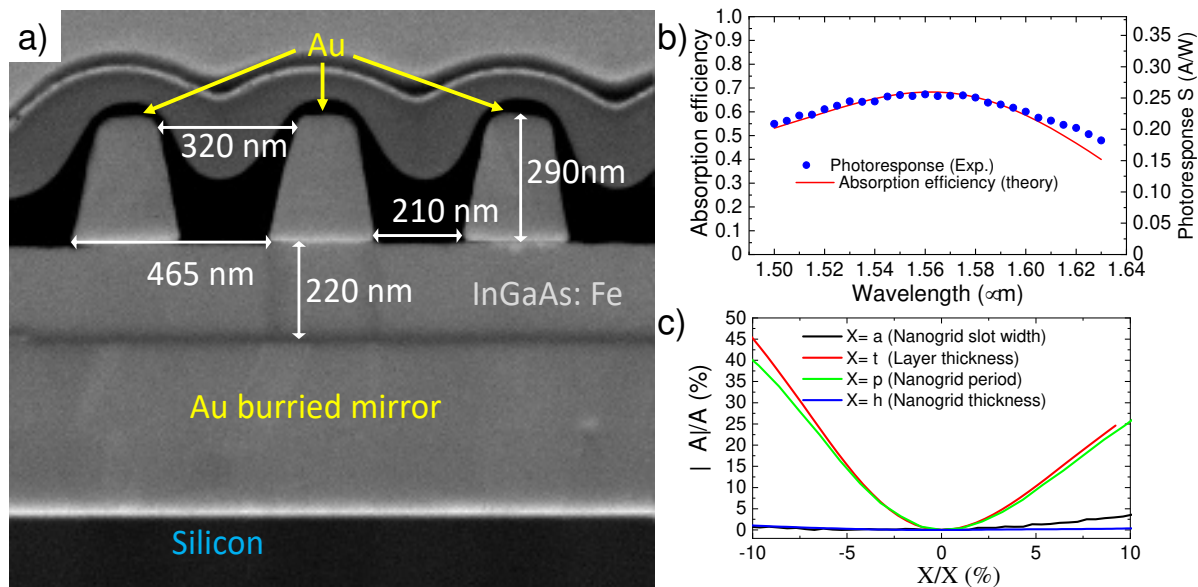 a)
Au
320 nm
290nm
210 nm
465 nm
220 nm
InGaAs: Fe
Au burried mirror
Silicon
b)
1.0
0.9
0.8
0.7
0.6
0.5
0.4
0.3
0.2
0.1
0
Absorption efficiency
0.35
0.30
0.25
0.20
0.15
0.10
0.05
0.00
Photoresponse S (A/W)
Photoresponse (Exp.)
Absorption efficiency (theory)
1.50 1.52 1.54 1.56 1.58 1.60 1.62 1.64
Wavelength (∝m)
c)
50
45
40
35
30
25
20
15
10
5
0
| A|/A (%)
X= a (Nanogrid slot width)
X= t (Layer thickness)
X= p (Nanogrid period)
X= h (Nanogrid thickness)
-10 -5 0 5 10
X/X (%)